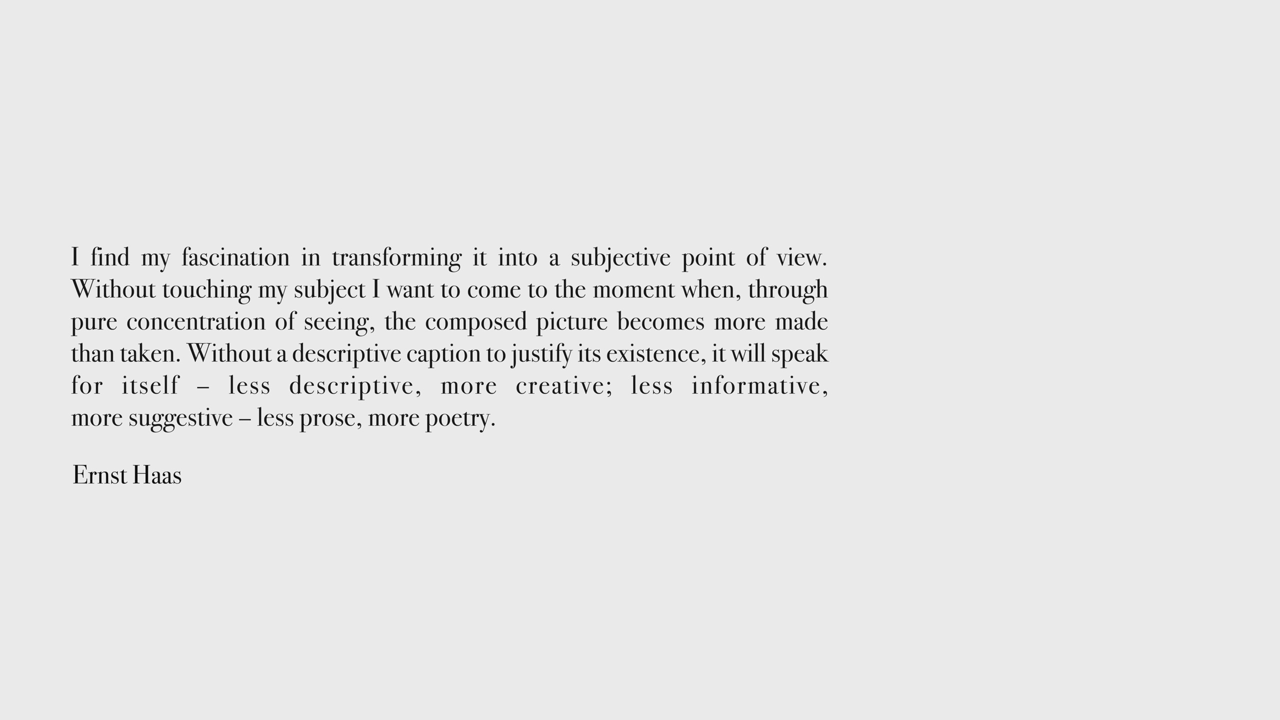 I find my fascination in transforming it into a subjective point of view.
Without touching my subject I want to come to the moment when, through
pure concentration of seeing, the composed picture becomes more made
than taken. Without a descriptive caption to justify its existence, it will speak
for itself – less descriptive, more creative; less informative,
more suggestive – less prose, more poetry.
Ernst Haas